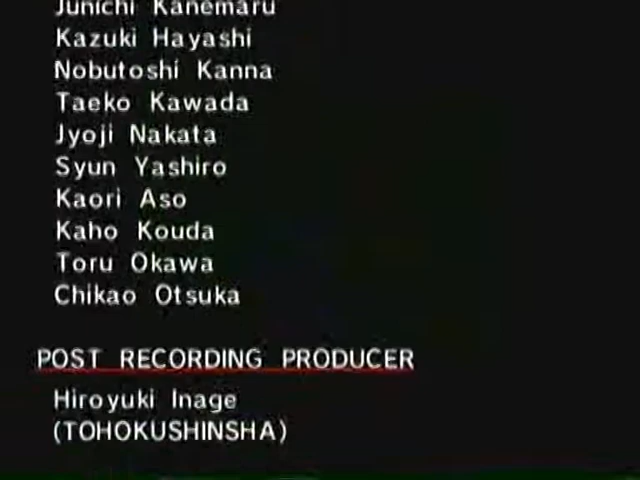 Junichi Kanemaru
Kazuki Hayashi
Nobutoshi Kanna
Taeko Kawada
Jyoji Nakata
Syun Yashiro
Kaori Aso
Kaho Kouda
Toru Okawa
Chikao Otsuka
POST RECORDING PRODUCER
Hiroyuki Inage
(TOHOKUSHINSHA)